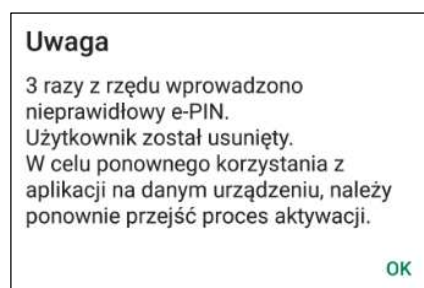 Uwaga
3 razy z rzędu wprowadzono
nieprawidłowy e-PIN.
Użytkownik został usunięty.
W celu ponownego korzystania z
aplikacji na danym urządzeniu, należy
ponownie przejść proces aktywacji.
OK